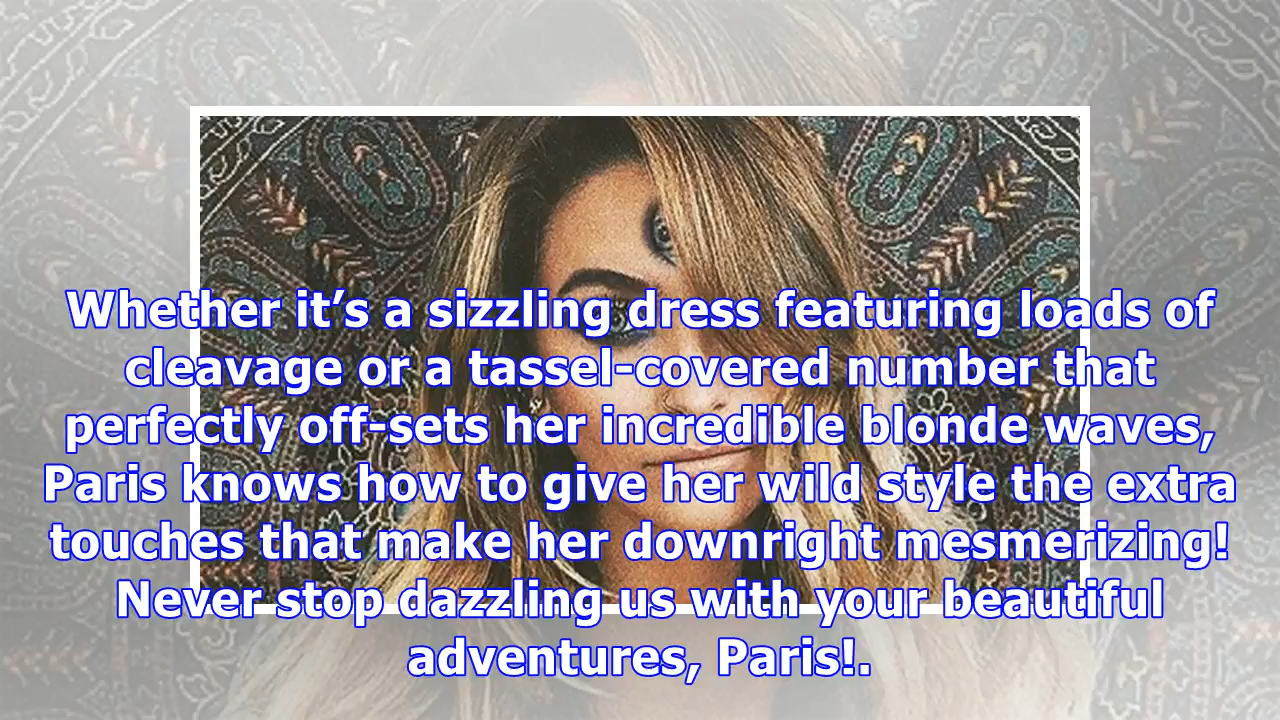 Whether it’s a sizzling dress featuring loads of
cleavage or a tassel-covered number that
perfectly off-sets her incredible blonde waves,
Paris knows how to give her wild style the extra
touches that make her downright mesmerizing!
Never stop dazzling us with your beautiful
adventures, Paris!.